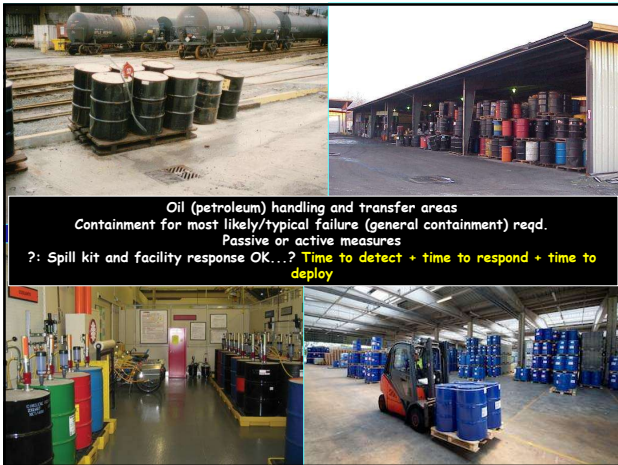 Oil (petroleum) handling and transfer areas
Containment for most likely/typical failure (general containment) reqd.
Passive or active measures
?: Spill kit and facility response OK...? Time to detect + time to respond + time to
deploy